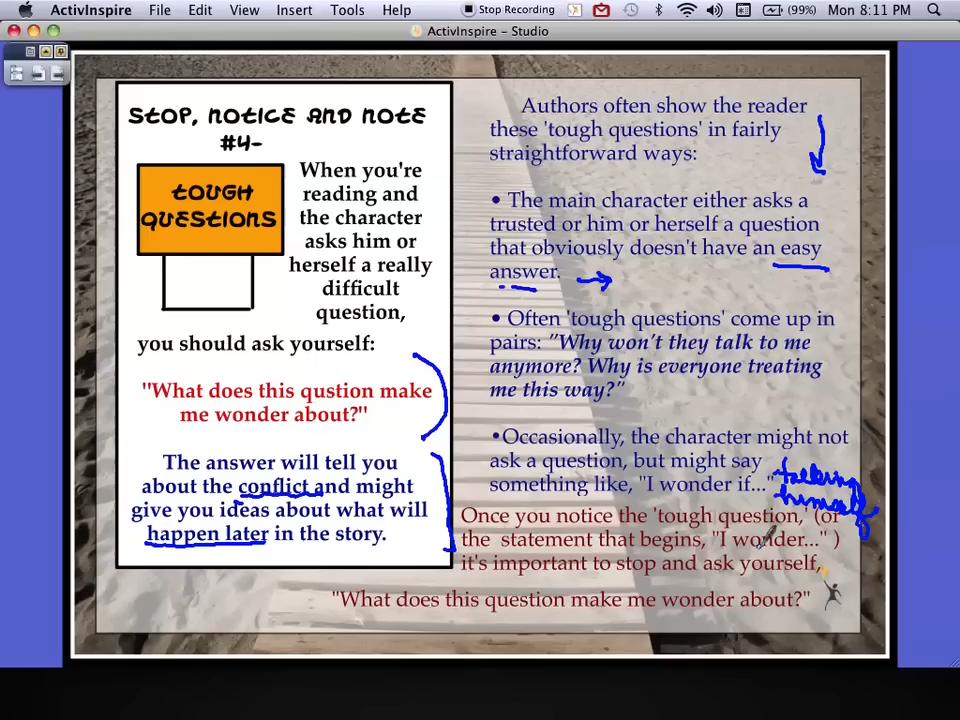 ActivInspire File Edit View Insert Tools Help Stop Recording (99%) Mon 8:11 PM
ActivInspire - Studio
STOP, NOTICE AND NOTE
#4-
TOUGH
QUESTIONS
When you're
reading and
the character
asks him or
herself a really
difficult
question,
you should ask yourself:
"What does this qustion make
me wonder about?"
The answer will tell you
about the conflict and might
give you ideas about what will
happen later in the story.
Authors often show the reader
these 'tough questions' in fairly
straightforward ways:
• The main character either asks a
trusted or him or herself a question
that obviously doesn't have an easy
answer.
• Often 'tough questions' come up in
pairs: "Why won't they talk to me
anymore? Why is everyone treating
me this way?"
•Occasionally, the character might not
ask a question, but might say
something like, "I wonder if..."
talking
himself
Once you notice the 'tough question,' (or
the statement that begins, "I wonder..." )
it's important to stop and ask yourself,
"What does this question make me wonder about?"